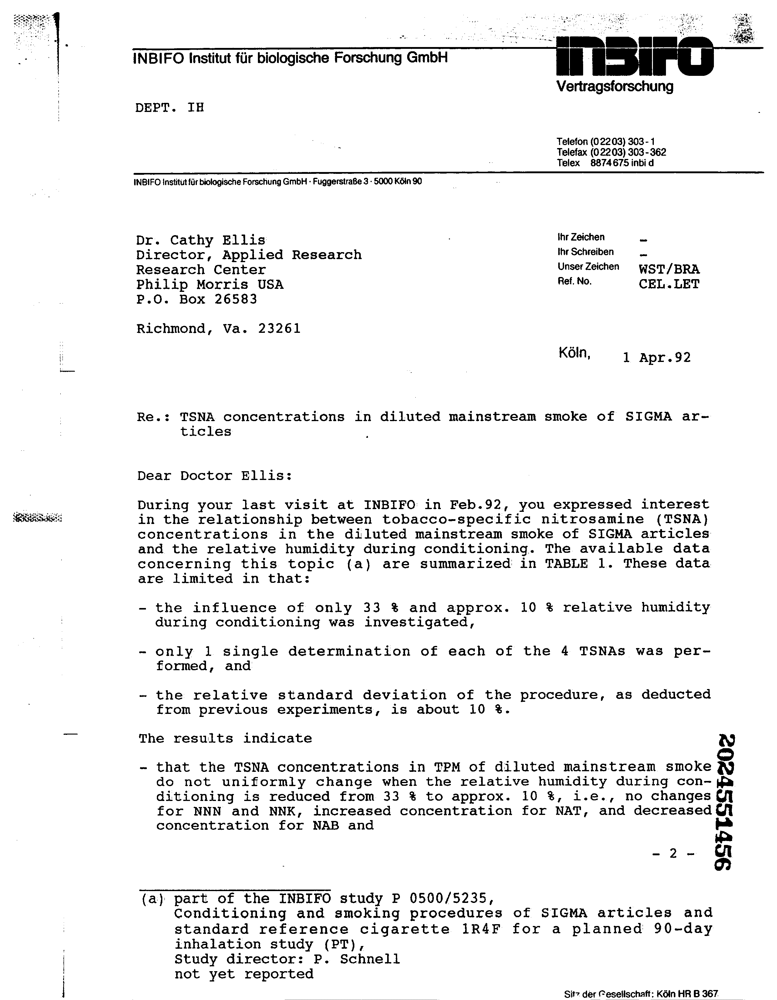 INBIFO Institut für biologische Forschung GmbH
INBIFO
Vertragsforschung
DEPT. IH
Telefon (02203) 303-1
Telefax (02203) 303-362
Telex 8874675 inbi d
INBIFO Institut für biologische Forschung GmbH - Fuggerstraße 3 - 5000 Köln 90
Dr. Cathy Ellis
Director, Applied Research
Research Center
Philip Morris USA
P.O. Box 26583
Richmond, Va. 23261
Ihr Zeichen –
Ihr Schreiben –
Unser Zeichen WST/BRA
Ref. No. CEL.LET
Köln, 1 Apr.92
Re.: TSNA concentrations in diluted mainstream smoke of SIGMA ar-
ticles
Dear Doctor Ellis:
During your last visit at INBIFO in Feb.92, you expressed interest
in the relationship between tobacco-specific nitrosamine (TSNA)
concentrations in the diluted mainstream smoke of SIGMA articles
and the relative humidity during conditioning. The available data
concerning this topic (a) are summarized in TABLE 1. These data
are limited in that:
- the influence of only 33 % and approx. 10 % relative humidity
during conditioning was investigated,
- only 1 single determination of each of the 4 TSNAs was per-
formed, and
- the relative standard deviation of the procedure, as deducted
from previous experiments, is about 10 %.
The results indicate
- that the TSNA concentrations in TPM of diluted mainstream smoke
do not uniformly change when the relative humidity during con-
ditioning is reduced from 33 % to approx. 10 %, i.e., no changes
for NNN and NNK, increased concentration for NAT, and decreased
concentration for NAB and
- 2 -
2024551456
(a) part of the INBIFO study P 0500/5235,
Conditioning and smoking procedures of SIGMA articles and
standard reference cigarette 1R4F for a planned 90-day
inhalation study (PT),
Study director: P. Schnell
not yet reported
Sitz der Gesellschaft: Köln HR B 367